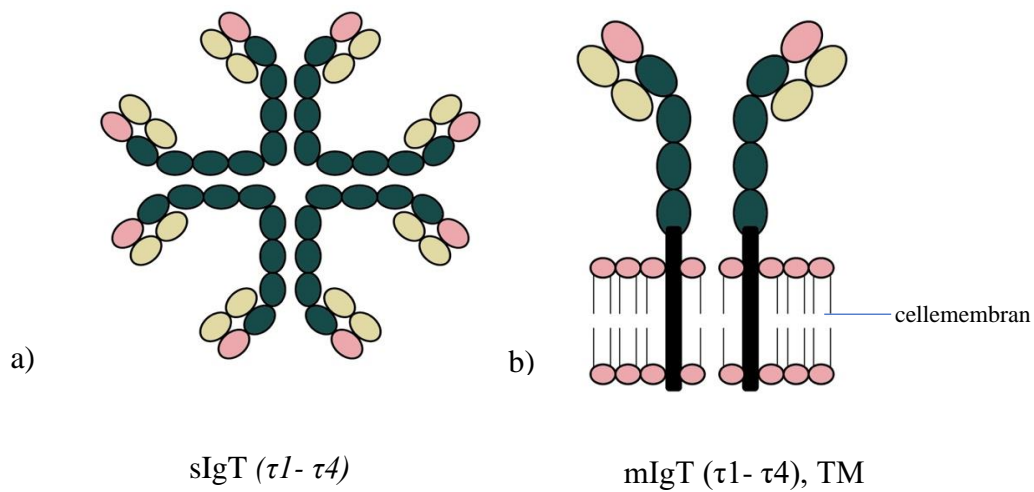 cellemembran
a)
b)
sIgT (τ1- τ4)
mIgT (τ1- τ4), TM